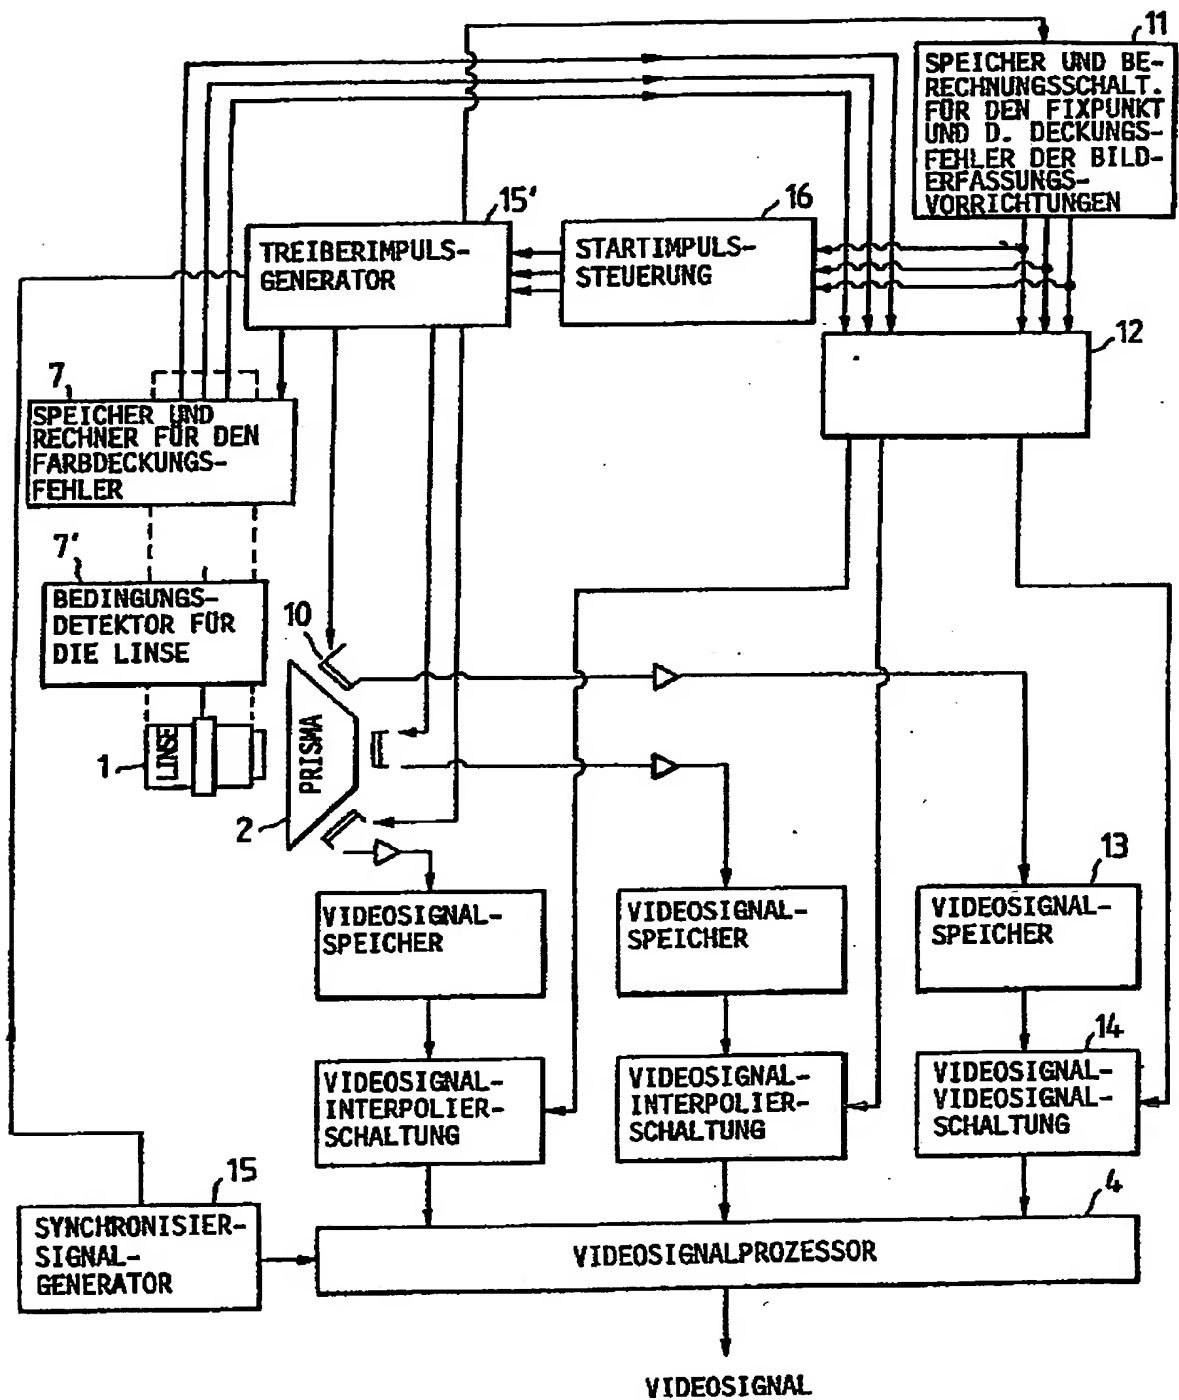 11
SPEICHER UND BE-
RECHNUNGSSCHALT.
FÜR DEN FIXPUNKT
UND D. DECKUNGS-
FEHLER DER BILD-
ERFASSUNGS-
VORRICHTUNGEN
15'
TREIBERIMPULS-
GENERATOR
16
STARTIMPULS-
STEUERUNG
12
7
SPEICHER UND
RECHNER FÜR DEN
FARBDECKUNGS-
FEHLER
7'
BEDINGUNGS-
DETEKTOR FÜR
DIE LINSE
10
1
LINSE
PRISMA
2
VIDEOSIGNAL-
SPEICHER
VIDEOSIGNAL-
SPEICHER
13
VIDEOSIGNAL-
SPEICHER
VIDEOSIGNAL-
INTERPOLIER-
SCHALTUNG
VIDEOSIGNAL-
INTERPOLIER-
SCHALTUNG
14
VIDEOSIGNAL-
VIDEOSIGNAL-
SCHALTUNG
15
SYNCHRONISIER-
SIGNAL-
GENERATOR
4
VIDEOSIGNALPROZESSOR
VIDEOSIGNAL